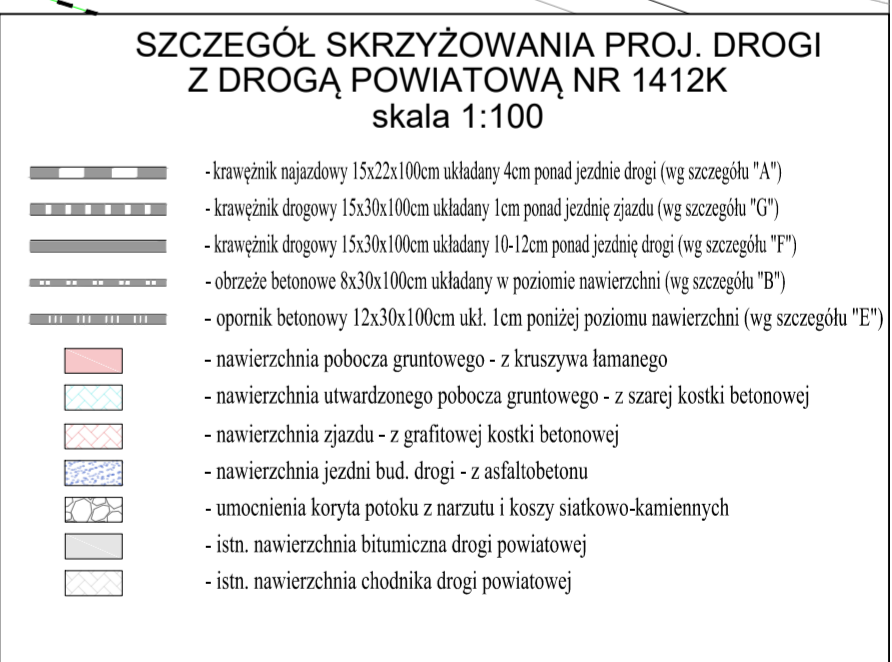 SZCZEGÓŁ SKRZYŻOWANIA PROJ. DROGI
Z DROGĄ POWIATOWĄ NR 1412K
skala 1:100
- krawężnik najazdowy 15x22x100cm układany 4cm ponad jezdnie drogi (wg szczegółu "A")
- krawężnik drogowy 15x30x100cm układany 1cm ponad jezdnię zjazdu (wg szczegółu "G")
- krawężnik drogowy 15x30x100cm układany 10-12cm ponad jezdnię drogi (wg szczegółu "F")
- obrzeże betonowe 8x30x100cm układany w poziomie nawierzchni (wg szczegółu "B")
- opornik betonowy 12x30x100cm ukł. 1cm poniżej poziomu nawierzchni (wg szczegółu "E")
- nawierzchnia pobocza gruntowego - z kruszywa łamanego
- nawierzchnia utwardzonego pobocza gruntowego - z szarej kostki betonowej
- nawierzchnia zjazdu - z grafitowej kostki betonowej
- nawierzchnia jezdni bud. drogi - z asfaltobetonu
- umocnienia koryta potoku z narzutu i koszy siatkowo-kamiennych
- istn. nawierzchnia bitumiczna drogi powiatowej
- istn. nawierzchnia chodnika drogi powiatowej